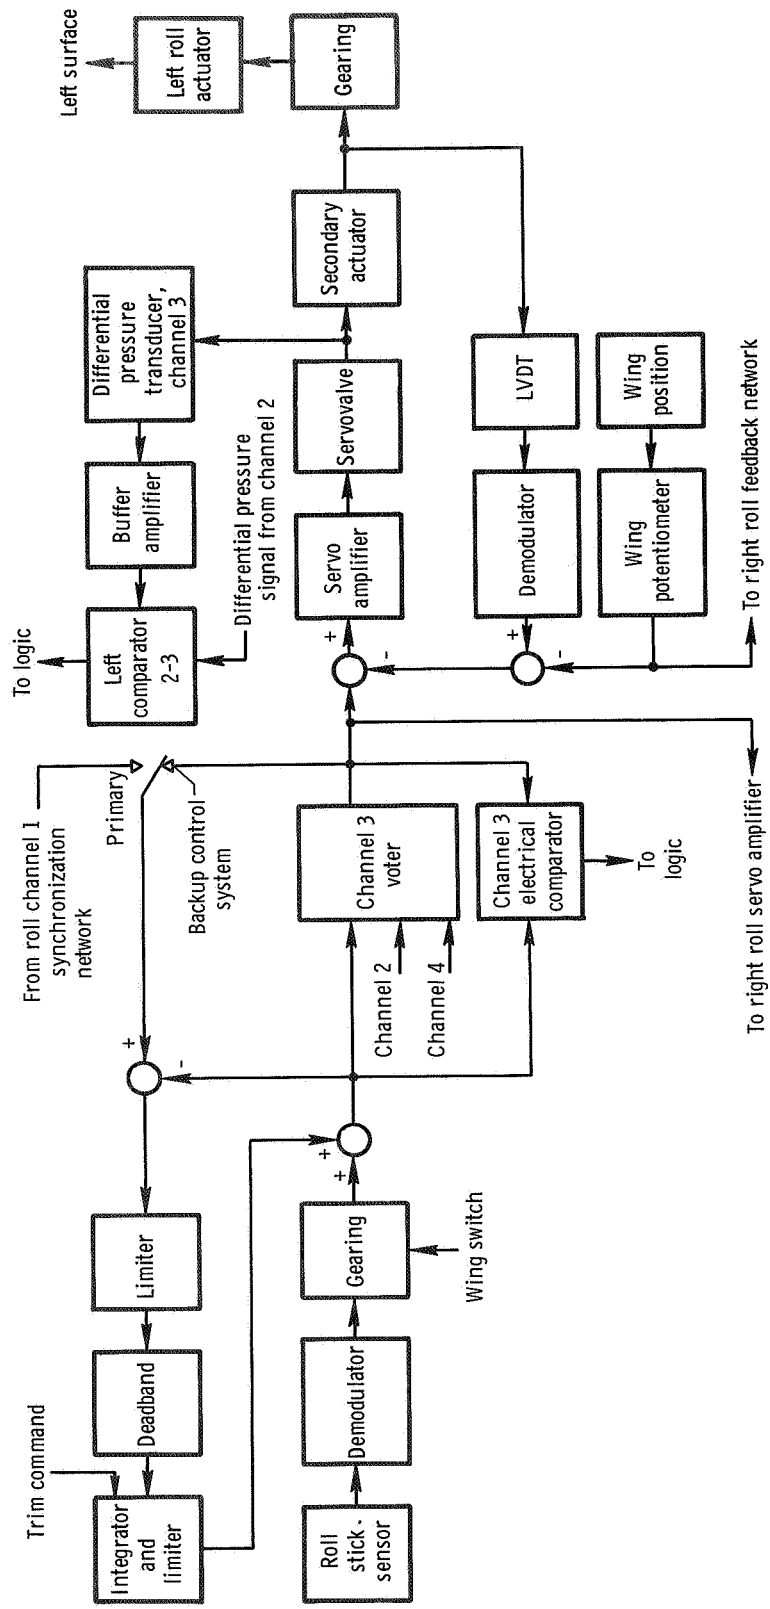 Trim command
Integrator
and
limiter
Deadband
Limiter
From roll channel 1
synchronization
network
Primary
Backup control
system
To logic
Left
comparator
2-3
Buffer
amplifier
Differential
pressure
transducer,
channel 3
Differential pressure
signal from channel 2
Left surface
Left roll
actuator
Gearing
Roll
stick
sensor
Demodulator
Gearing
Wing switch
+
+
+
-
Channel 2
Channel 4
Channel 3
voter
Channel 3
electrical
comparator
To
logic
+
-
Servo
amplifier
Servovalve
Secondary
actuator
+
-
Demodulator
LVDT
Wing
potentiometer
Wing
position
To right roll servo amplifier
To right roll feedback network